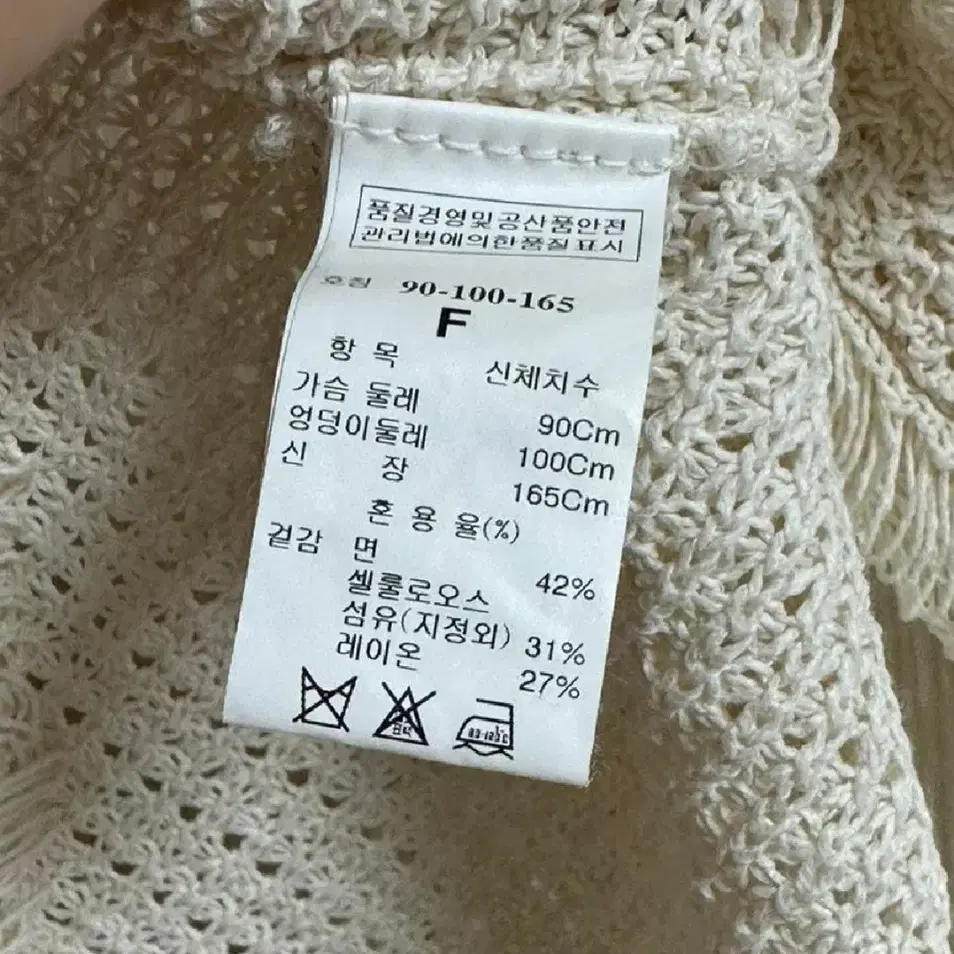 품질경영및공산품안전
관리법에의한품질표시
호칭 90-100-165
F
항 목 신체치수
가슴 둘레 90Cm
엉덩이둘레 100Cm
신 장 165Cm
혼 용 율(%)
겉감 면 42%
셀룰로오스
섬유(지정외) 31%
레이온 27%